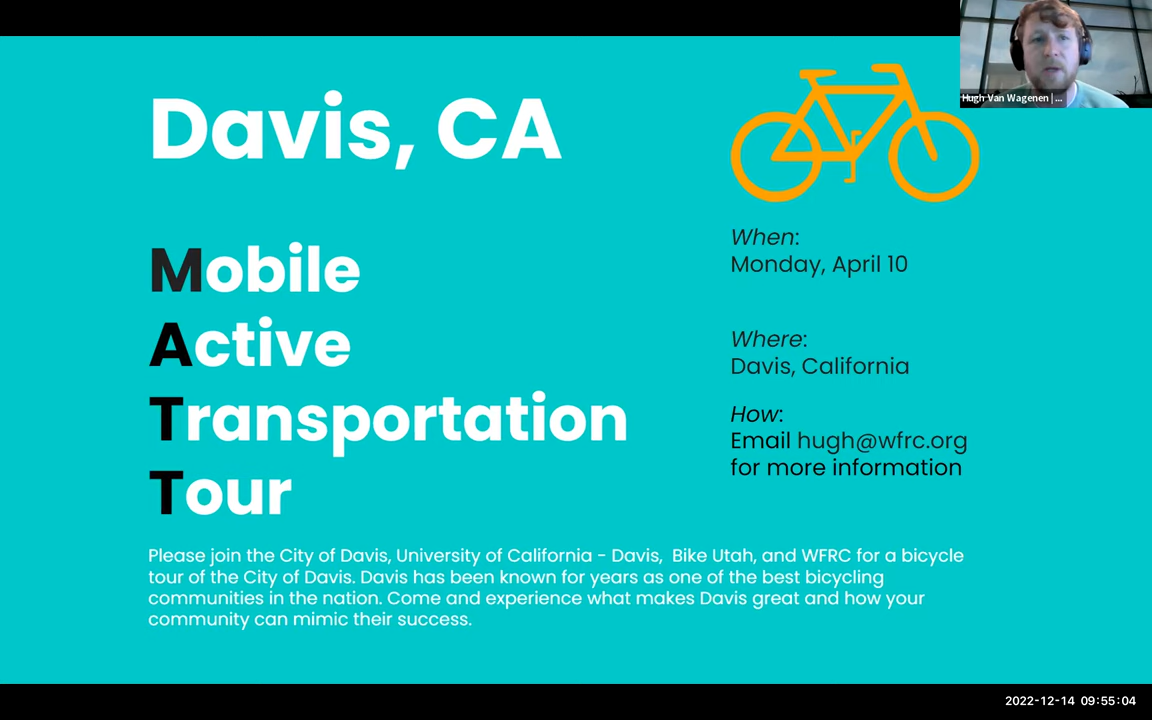 Davis, CA
Mobile
Active
Transportation
Tour
When:
Monday, April 10
Where:
Davis, California
How:
Email hugh@wfrc.org
for more information
Please join the City of Davis, University of California - Davis, Bike Utah, and WFRC for a bicycle
tour of the City of Davis. Davis has been known for years as one of the best bicycling
communities in the nation. Come and experience what makes Davis great and how your
community can mimic their success.
Hugh Van Wagenen | ...
2022-12-14 09:55:04